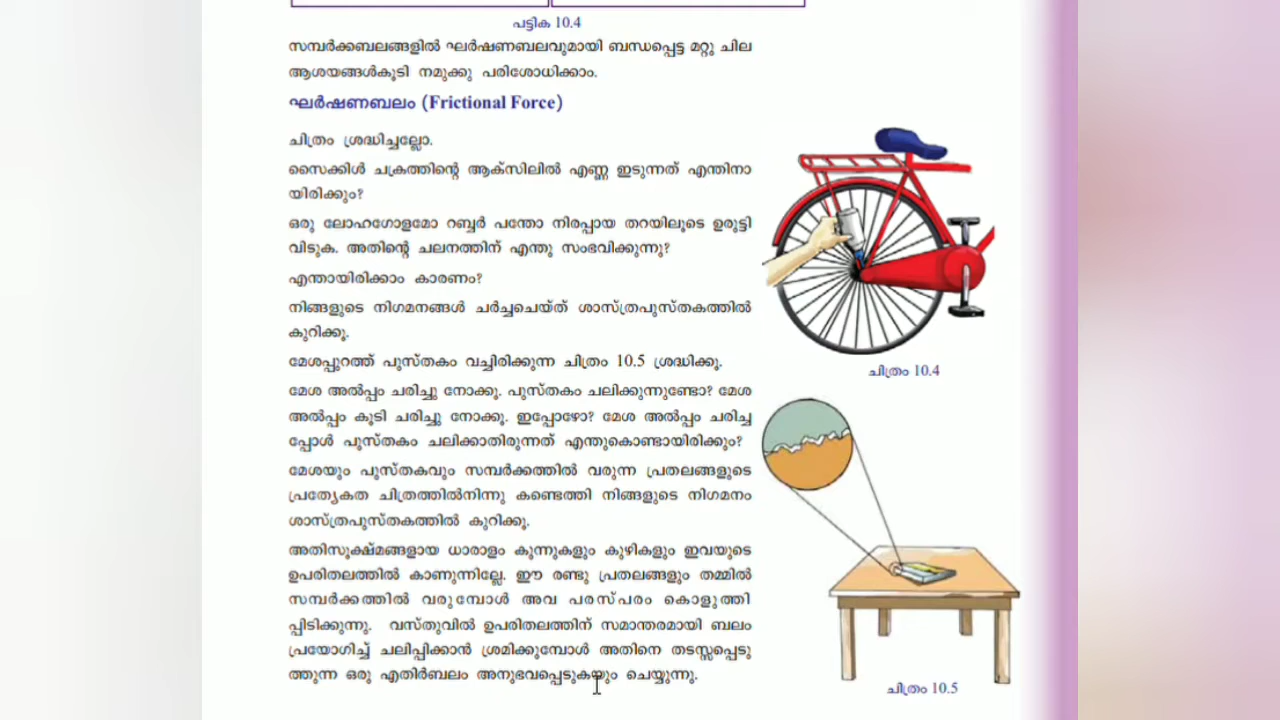 പട്ടിക 10.4
സമ്പർക്കബലങ്ങളിൽ ഘർഷണബലവുമായി ബന്ധപ്പെട്ട മറ്റു ചില
ആശയങ്ങൾകൂടി നമുക്കു പരിശോധിക്കാം.
ഘർഷണബലം (Frictional Force)
ചിത്രം ശ്രദ്ധിച്ചല്ലോ.
സൈക്കിൾ ചക്രത്തിന്റെ ആക്സിലിൽ എണ്ണ ഇടുന്നത് എന്തിനാ
യിരിക്കും?
ഒരു ലോഹഗോളമോ റബ്ബർ പന്തോ നിരപ്പായ തറയിലൂടെ ഉരുട്ടി
വിടുക. അതിന്റെ ചലനത്തിന് എന്തു സംഭവിക്കുന്നു?
എന്തായിരിക്കാം കാരണം?
നിങ്ങളുടെ നിഗമനങ്ങൾ ചർച്ചചെയ്ത് ശാസ്ത്രപുസ്തകത്തിൽ
കുറിക്കൂ.
മേശപ്പുറത്ത് പുസ്തകം വച്ചിരിക്കുന്ന ചിത്രം 10.5 ശ്രദ്ധിക്കൂ.
മേശ അൽപ്പം ചരിച്ചു നോക്കൂ. പുസ്തകം ചലിക്കുന്നുണ്ടോ? മേശ
അൽപ്പം കൂടി ചരിച്ചു നോക്കൂ. ഇപ്പോഴോ? മേശ അൽപ്പം ചരിച്ച
പ്പോൾ പുസ്തകം ചലിക്കാതിരുന്നത് എന്തുകൊണ്ടായിരിക്കും?
മേശയും പുസ്തകവും സമ്പർക്കത്തിൽ വരുന്ന പ്രതലങ്ങളുടെ
പ്രത്യേകത ചിത്രത്തിൽനിന്നു കണ്ടെത്തി നിങ്ങളുടെ നിഗമനം
ശാസ്ത്രപുസ്തകത്തിൽ കുറിക്കൂ.
അതിസൂക്ഷ്മങ്ങളായ ധാരാളം കുന്നുകളും കുഴികളും ഇവയുടെ
ഉപരിതലത്തിൽ കാണുന്നില്ലേ. ഈ രണ്ടു പ്രതലങ്ങളും തമ്മിൽ
സമ്പർക്കത്തിൽ വരുമ്പോൾ അവ പരസ്പരം കൊളുത്തി
പ്പിടിക്കുന്നു. വസ്തുവിൽ ഉപരിതലത്തിന് സമാന്തരമായി ബലം
പ്രയോഗിച്ച് ചലിപ്പിക്കാൻ ശ്രമിക്കുമ്പോൾ അതിനെ തടസ്സപ്പെടു
ത്തുന്ന ഒരു എതിർബലം അനുഭവപ്പെടുകയും ചെയ്യുന്നു.
ചിത്രം 10.4
ചിത്രം 10.5